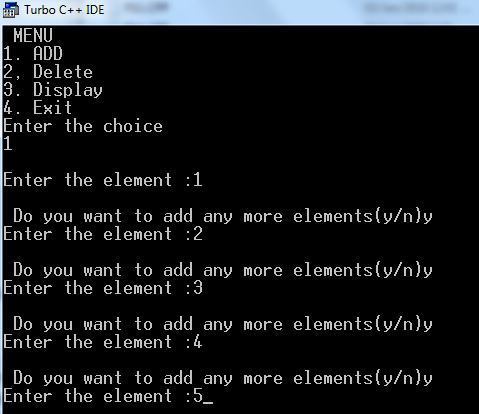 Turbo C++ IDE
MENU
1. ADD
2, Delete
3. Display
4. Exit
Enter the choice
1
Enter the element :1
Do you want to add any more elements(y/n)y
Enter the element :2
Do you want to add any more elements(y/n)y
Enter the element :3
Do you want to add any more elements(y/n)y
Enter the element :4
Do you want to add any more elements(y/n)y
Enter the element :5_